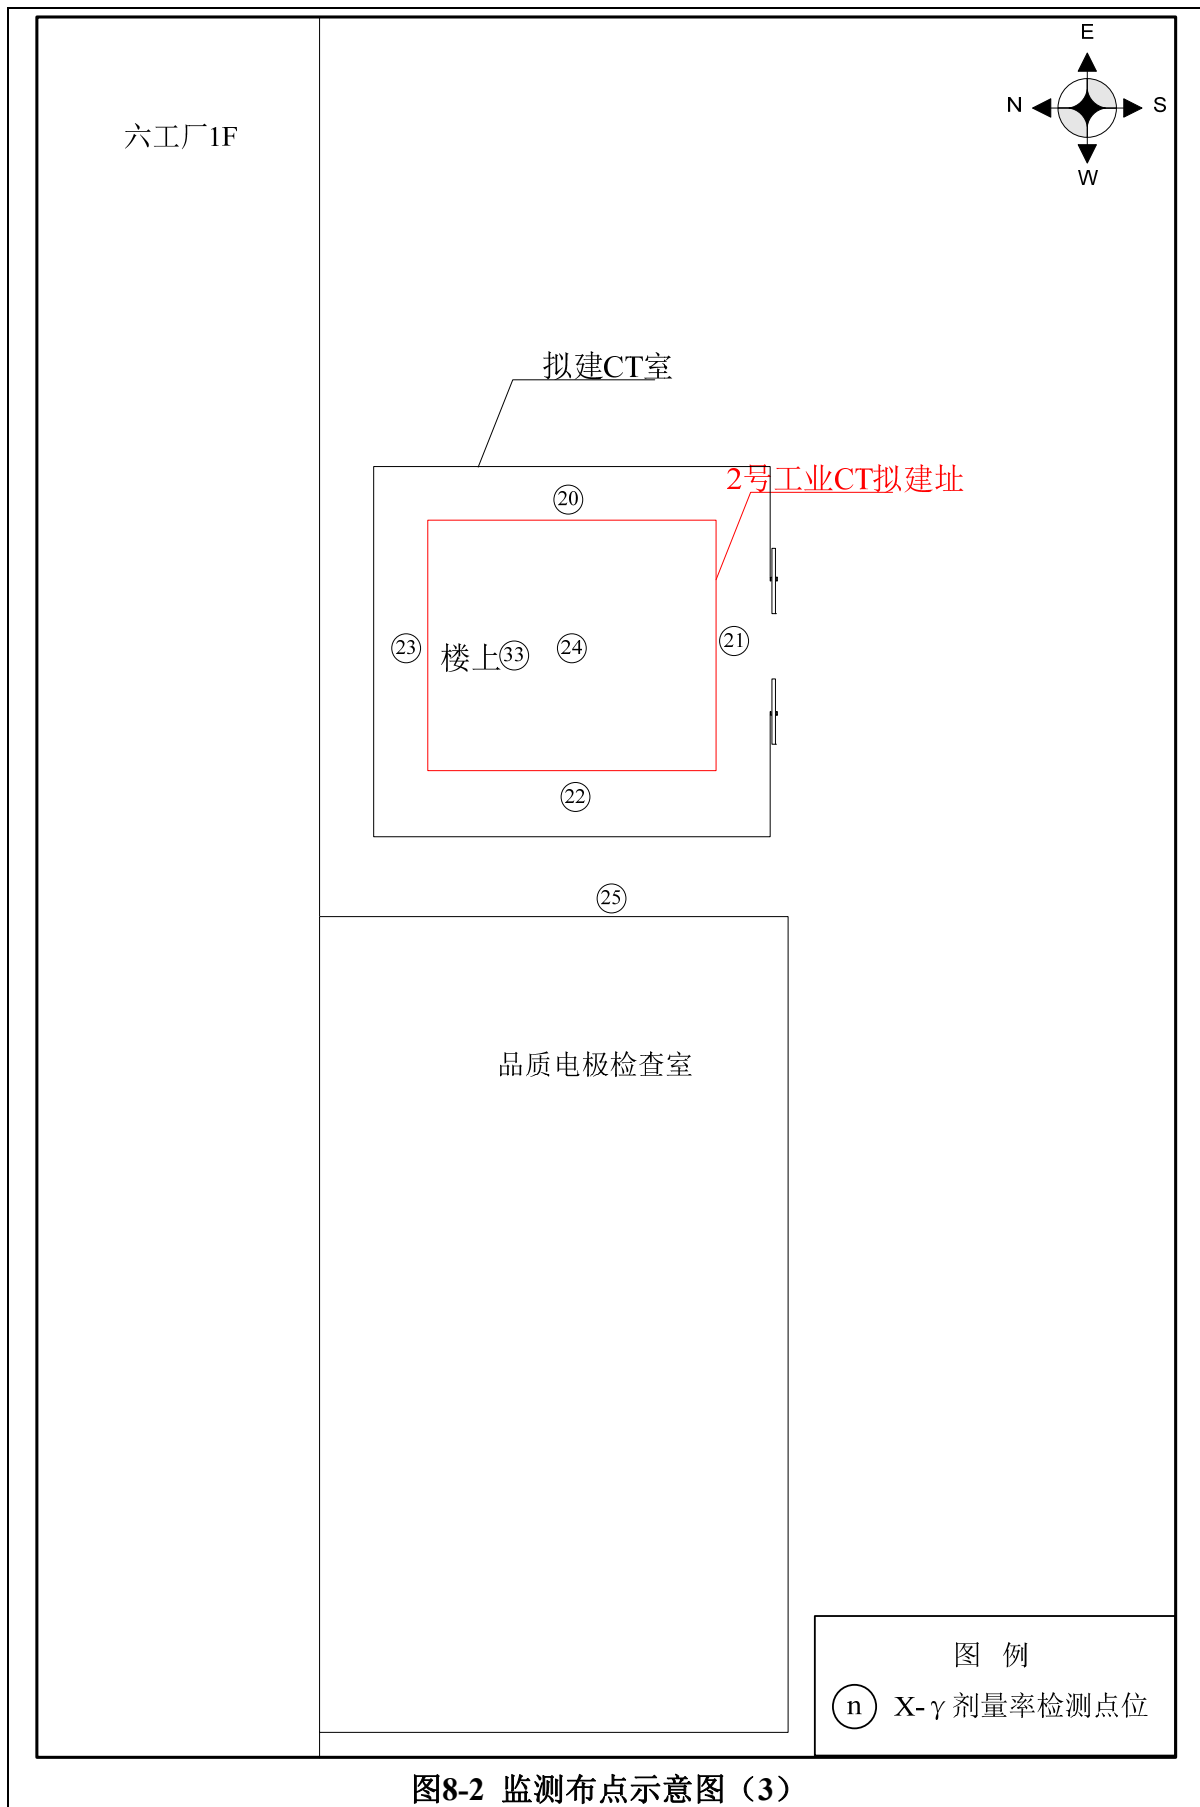 E
N
S
W
六工厂1F
拟建CT室
2号工业CT拟建址
20
23
楼上33
24
21
22
25
品质电极检查室
图 例
n X-γ剂量率检测点位
图8-2 监测布点示意图（3）